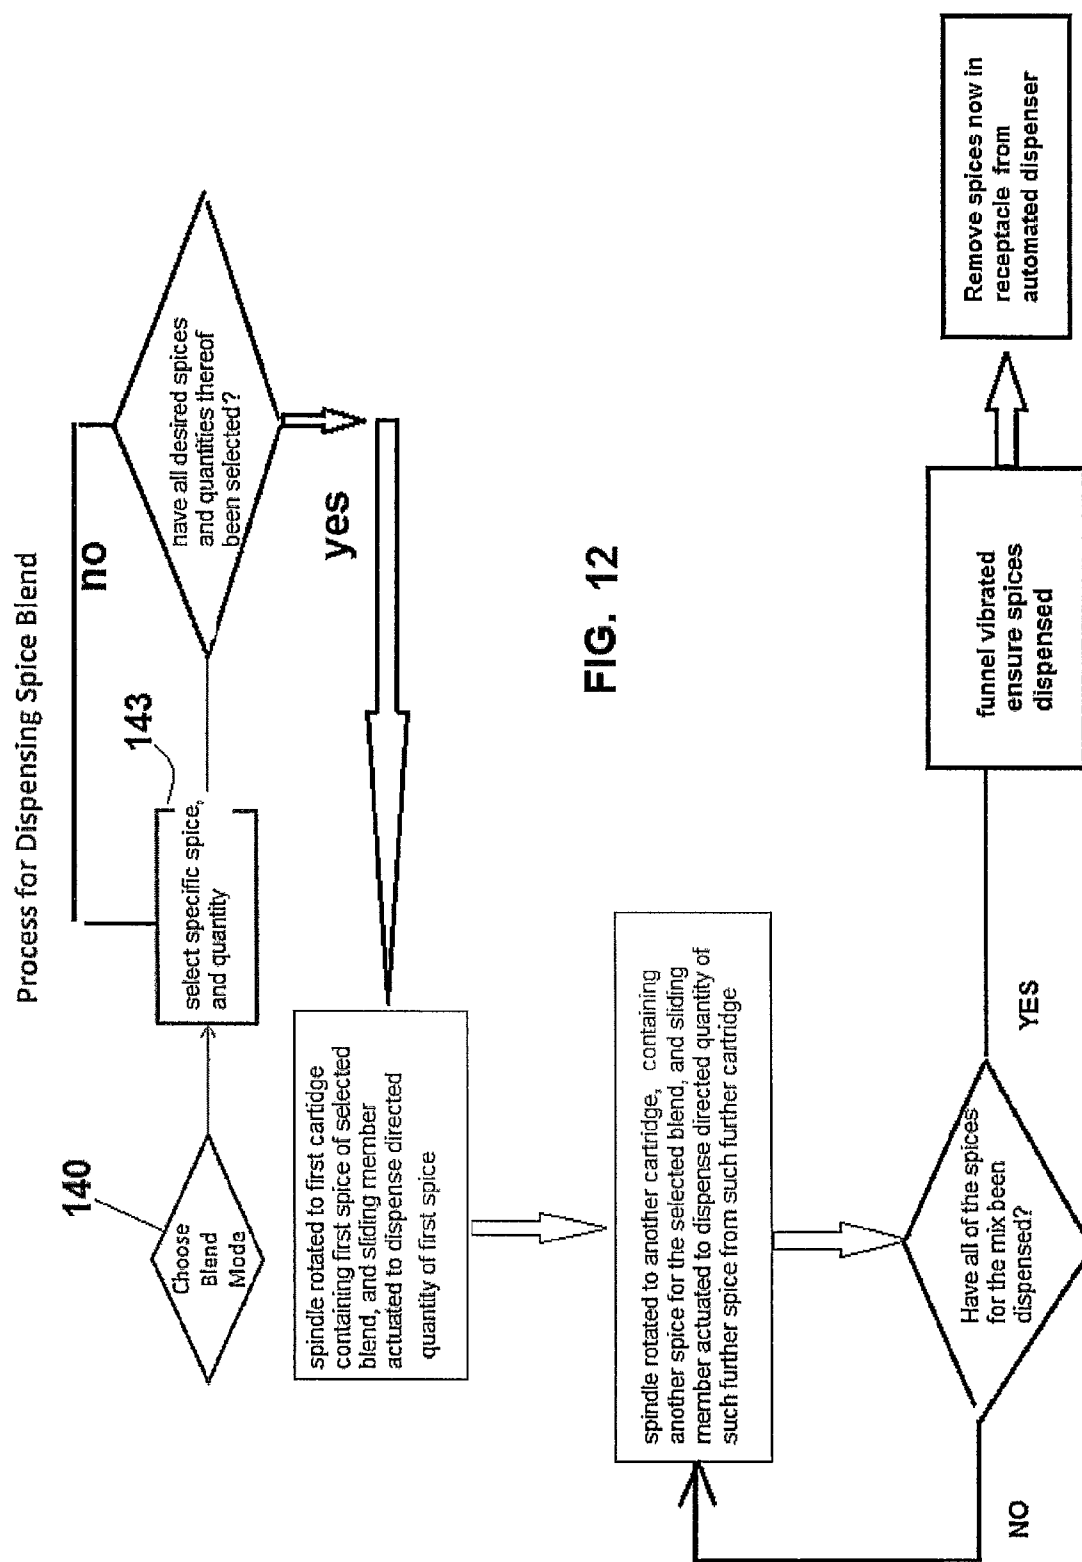 Process for Dispensing Spice Blend
140
Choose
Blend
Mode
143
select specific spice,
and quantity
no
have all desired spices
and quantities thereof
been selected?
yes
spindle rotated to first cartidge
containing first spice of selected
blend, and sliding member
actuated to dispense directed
quantity of first spice
FIG. 12
spindle rotated to another cartridge, containing
another spice for the selected blend, and sliding
member actuated to dispense directed quantity of
such further spice from such further cartridge
NO
Have all of the spices
for the mix been
dispensed?
YES
funnel vibrated
ensure spices
dispensed
Remove spices now in
receptacle from
automated dispenser